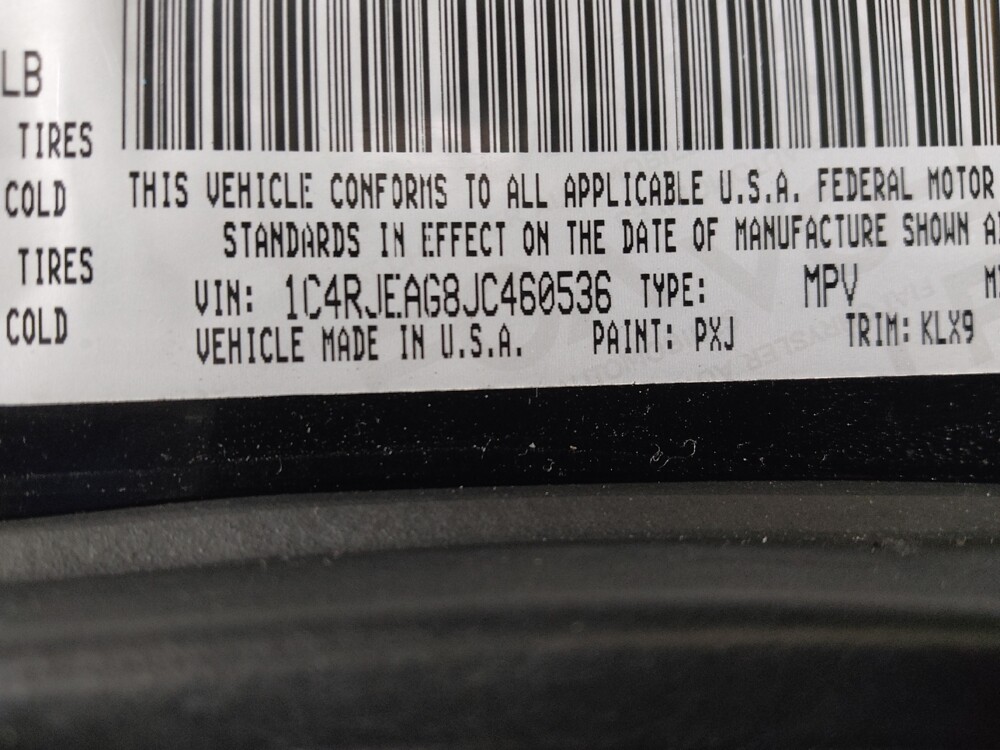 LB
TIRES
COLD
TIRES
COLD
THIS VEHICLE CONFORMS TO ALL APPLICABLE U.S.A. FEDERAL MOTOR
STANDARDS IN EFFECT ON THE DATE OF MANUFACTURE SHOWN
VIN: 1C4RJEAG8JC460536 TYPE: MPV
VEHICLE MADE IN U.S.A. PAINT: PXJ TRIM: KLX9